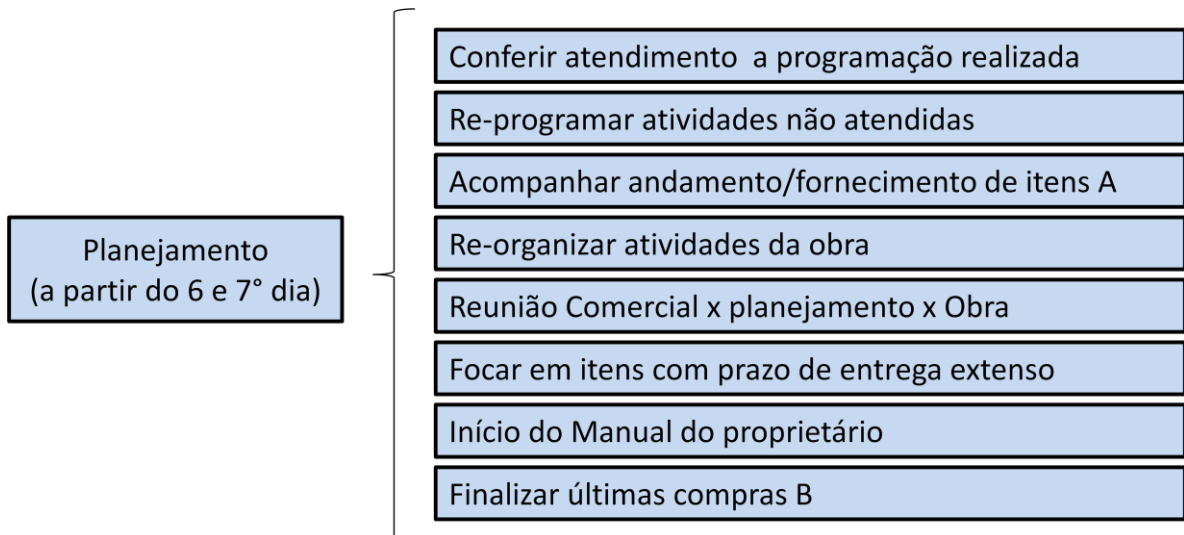 Planejamento
(a partir do 6 e 7° dia)
Conferir atendimento  a programação realizada
Re-programar atividades não atendidas
Acompanhar andamento/fornecimento de itens A
Re-organizar atividades da obra
Reunião Comercial x planejamento x Obra
Focar em itens com prazo de entrega extenso
Início do Manual do proprietário
Finalizar últimas compras B